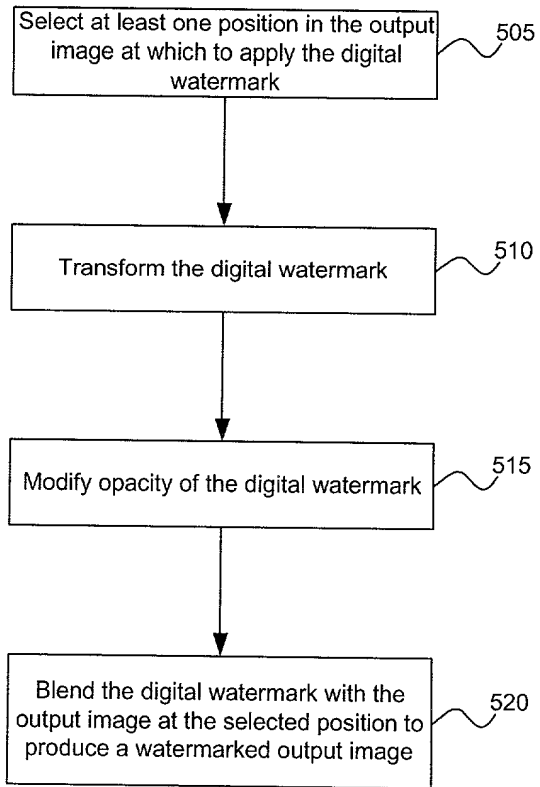 Select at least one position in the output
image at which to apply the digital
watermark
505
Transform the digital watermark
510
Modify opacity of the digital watermark
515
Blend the digital watermark with the
output image at the selected position to
produce a watermarked output image
520